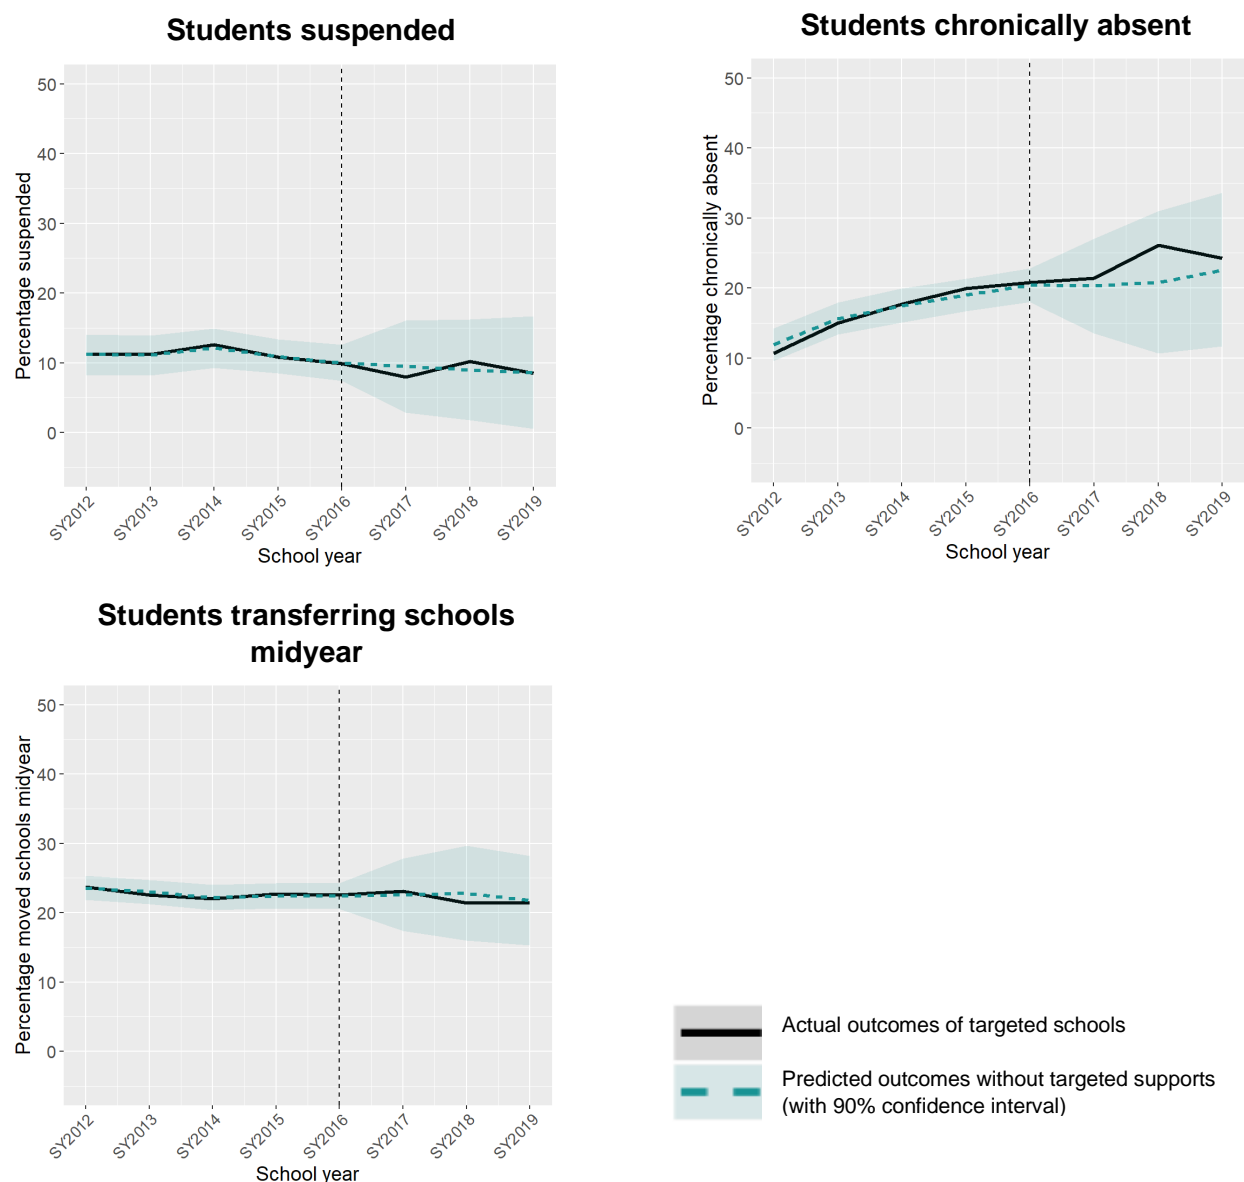 Students suspended
50
40
30
20
10
0
Percentage suspended
SY2012
SY2013
SY2014
SY2015
SY2016
SY2017
SY2018
SY2019
School year
Students chronically absent
50
40
30
20
10
0
Percentage chronically absent
SY2012
SY2013
SY2014
SY2015
SY2016
SY2017
SY2018
SY2019
School year
Students transferring schools
midyear
50
40
30
20
10
0
Percentage moved schools midyear
SY2012
SY2013
SY2014
SY2015
SY2016
SY2017
SY2018
SY2019
School year
Actual outcomes of targeted schools
Predicted outcomes without targeted supports
(with 90% confidence interval)